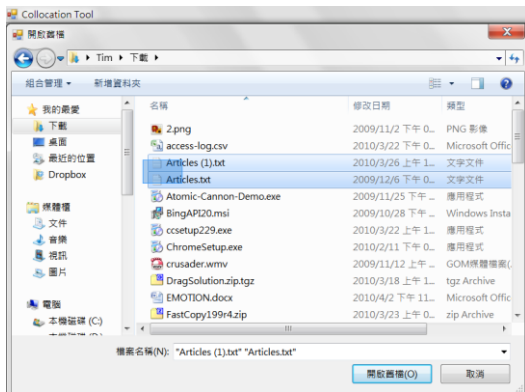 Collocation Tool
開啟舊檔
Tim 下載
組合管理 新增資料夾
名稱 修改日期 類型
我的最愛
下載
桌面
最近的位置
Dropbox
媒體櫃
文件
音樂
視訊
圖片
電腦
本機磁碟 (C:)
2.png 2009/11/2 下午 0... PNG 影像
access-log.csv 2010/3/22 下午 0... Microsoft Offic
Articles (1).txt 2010/3/26 上午 1... 文字文件
Articles.txt 2009/12/6 下午 0... 文字文件
Atomic-Cannon-Demo.exe 2009/11/25 下午 ... 應用程式
BingAPI20.msi 2009/10/28 下午 ... Windows Insta
ccsetup229.exe 2010/3/22 上午 ... 應用程式
ChromeSetup.exe 2010/2/11 下午 0... 應用程式
crusader.wmv 2009/11/12 上午 ... GOM媒體檔案(.
DragSolution.zip.tgz 2010/3/18 上午 1... tgz Archive
EMOTION.docx 2010/4/2 下午 11... Microsoft Offic
FastCopy199r4.zip 2010/3/23 上午 0... zip Archive
檔案名稱(N): "Articles (1).txt" "Articles.txt"
開啟舊檔(O) 取消